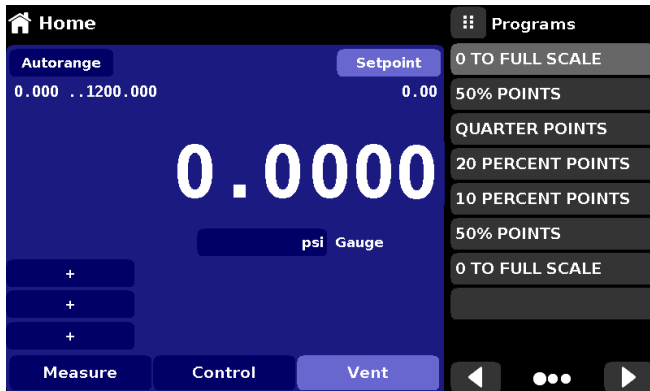 Home
Autorange
Setpoint
0.000 ..1200.000
0.00
0.0000
psi Gauge
+
+
+
Measure
Control
Vent
Programs
0 TO FULL SCALE
50% POINTS
QUARTER POINTS
20 PERCENT POINTS
10 PERCENT POINTS
50% POINTS
0 TO FULL SCALE